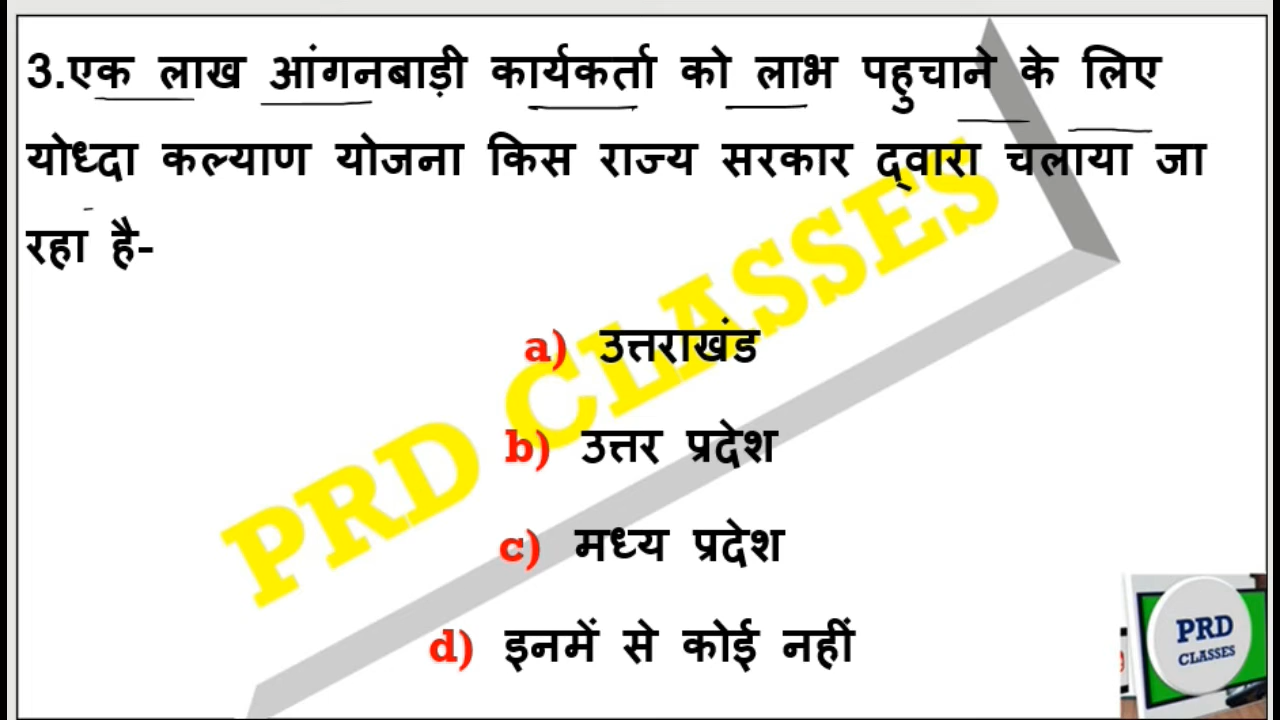 3.एक लाख आंगनबाड़ी कार्यकर्ता को लाभ पहुचाने के लिए
योध्दा कल्याण योजना किस राज्य सरकार द्वारा चलाया जा
रहा है-
a) उत्तराखंड
b) उत्तर प्रदेश
c) मध्य प्रदेश
d) इनमें से कोई नहीं
PRD CLASSES
PRD
CLASSES